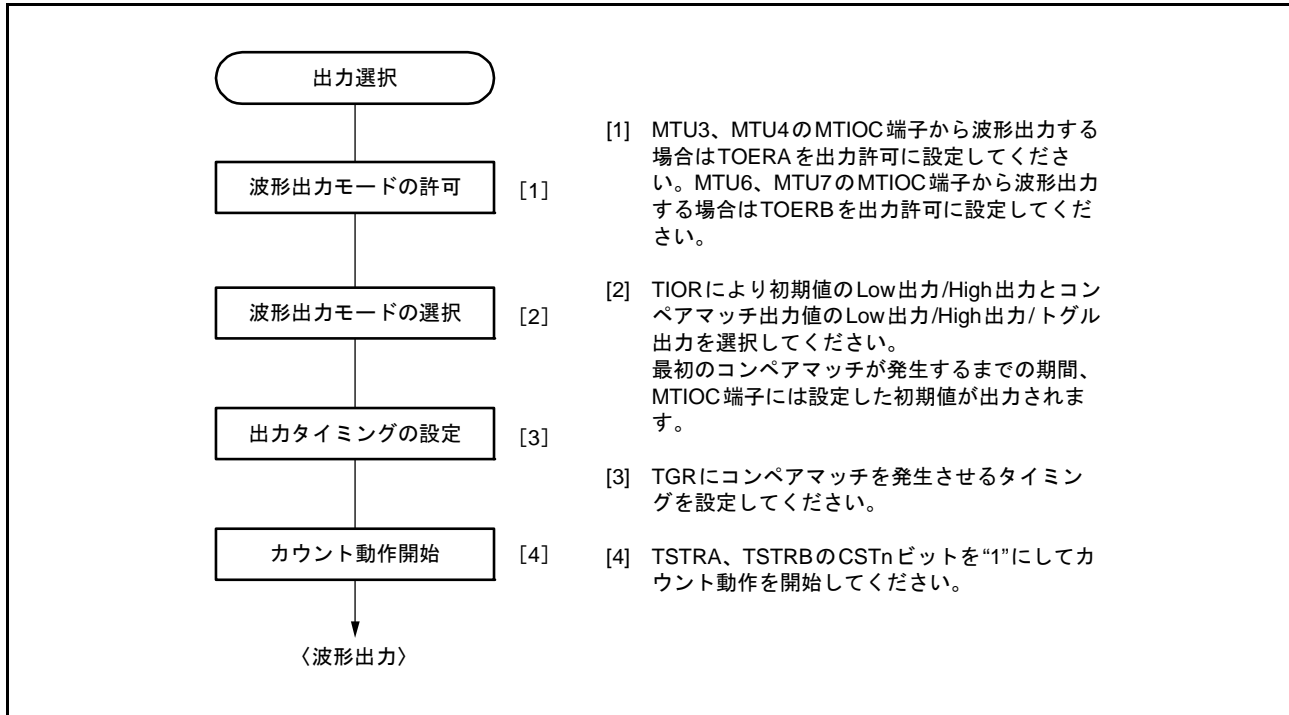 出力選択
波形出力モードの許可 [1]
波形出力モードの選択 [2]
出力タイミングの設定 [3]
カウント動作開始 [4]
〈波形出力〉
[1] MTU3、MTU4のMTIOC端子から波形出力する
場合はTOERAを出力許可に設定してくださ
い。MTU6、MTU7のMTIOC端子から波形出力
する場合はTOERBを出力許可に設定してくだ
さい。
[2] TIORにより初期値のLow出力/High出力とコン
ペアマッチ出力値のLow出力/High出力/トグル
出力を選択してください。
最初のコンペアマッチが発生するまでの期間、
MTIOC端子には設定した初期値が出力されま
す。
[3] TGRにコンペアマッチを発生させるタイミン
グを設定してください。
[4] TSTRA、TSTRBのCSTnビットを“1”にしてカ
ウント動作を開始してください。